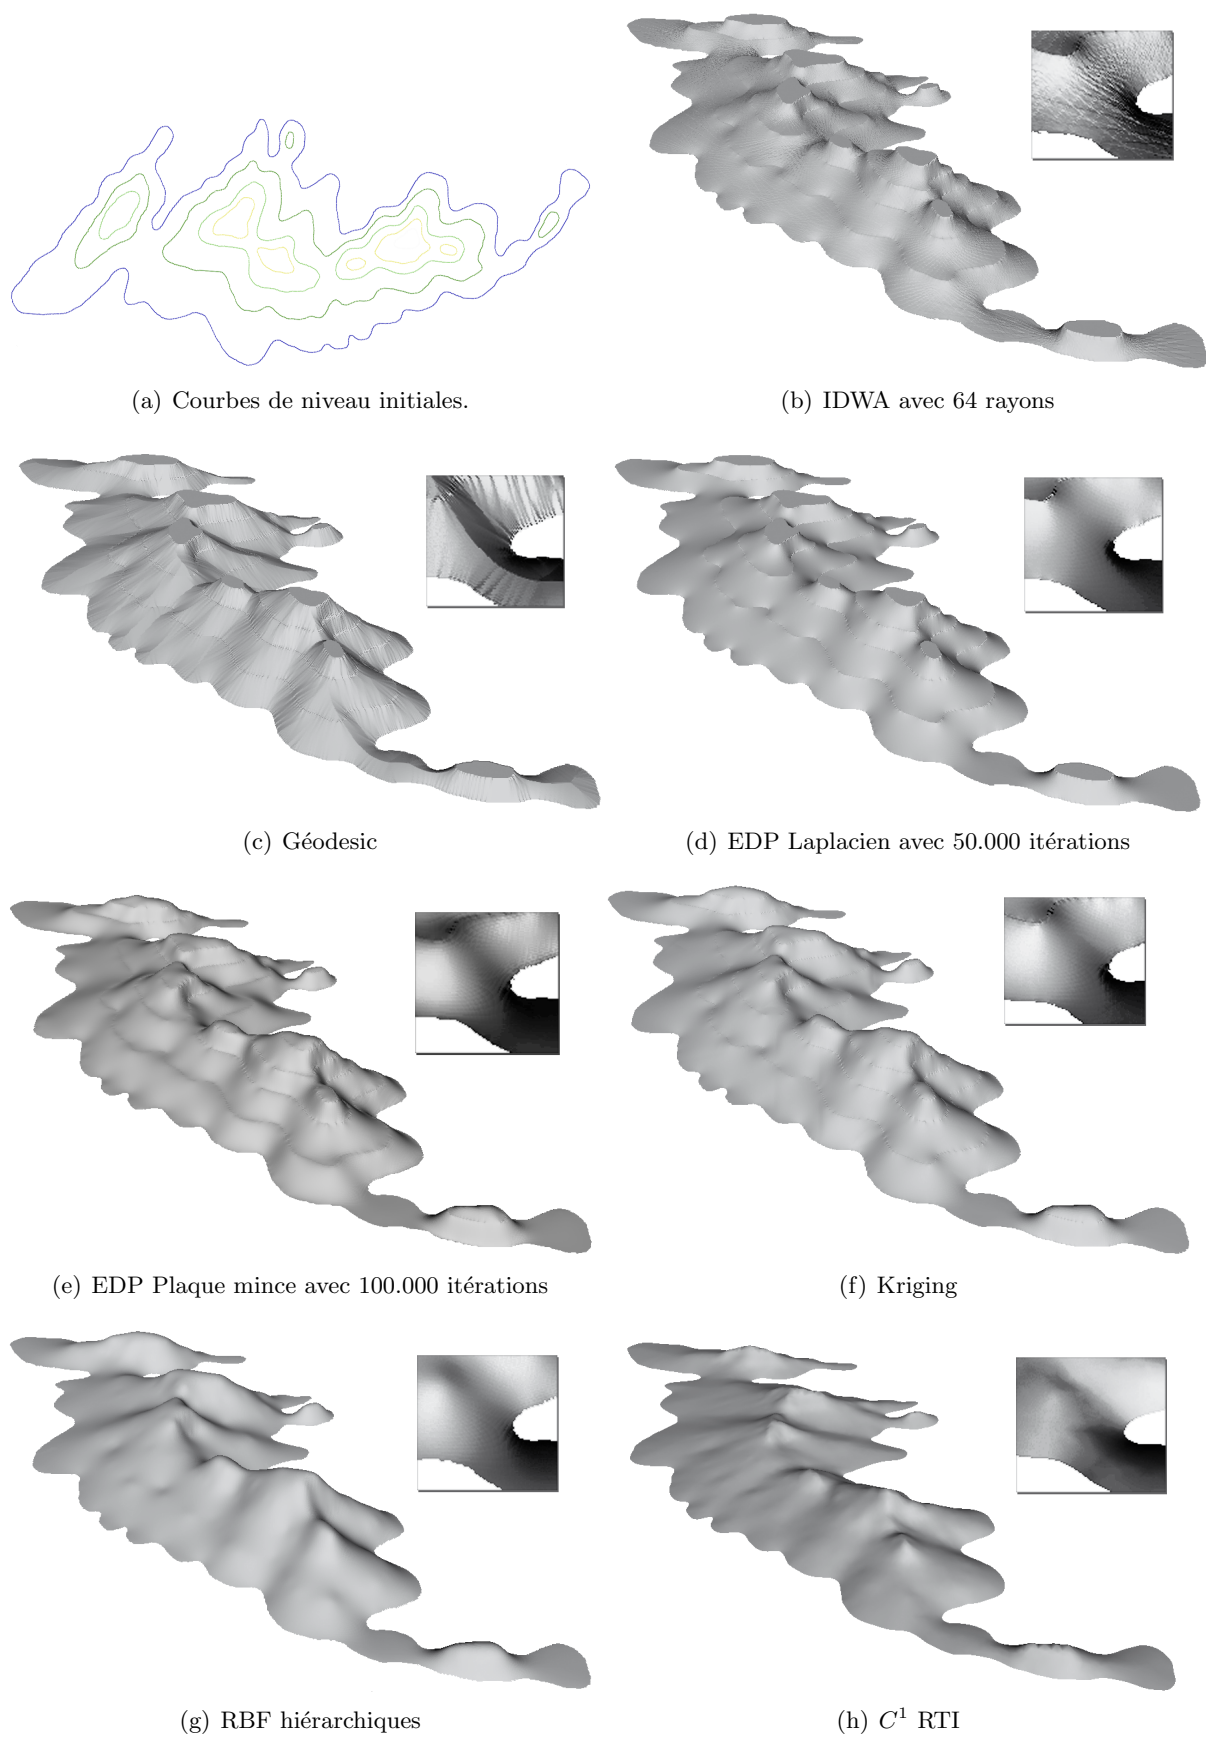 (a) Courbes de niveau initiales.
(b) IDWA avec 64 rayons
(c) Géodesic
(d) EDP Laplacien avec 50.000 itérations
(e) EDP Plaque mince avec 100.000 itérations
(f) Kriging
(g) RBF hiérarchiques
(h) C¹ RTI